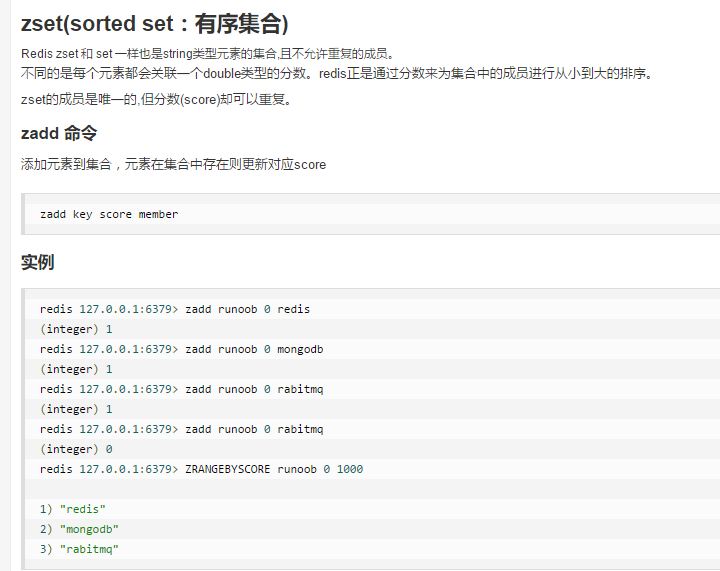 zset(sorted set：有序集合)
Redis zset 和 set 一样也是string类型元素的集合,且不允许重复的成员。
不同的是每个元素都会关联一个double类型的分数。redis正是通过分数来为集合中的成员进行从小到大的排序。
zset的成员是唯一的,但分数(score)却可以重复。
zadd 命令
添加元素到集合，元素在集合中存在则更新对应score
zadd key score member
实例
redis 127.0.0.1:6379> zadd runoob 0 redis
(integer) 1
redis 127.0.0.1:6379> zadd runoob 0 mongodb
(integer) 1
redis 127.0.0.1:6379> zadd runoob 0 rabitmq
(integer) 1
redis 127.0.0.1:6379> zadd runoob 0 rabitmq
(integer) 0
redis 127.0.0.1:6379> ZRANGEBYSCORE runoob 0 1000
1) "redis"
2) "mongodb"
3) "rabitmq"